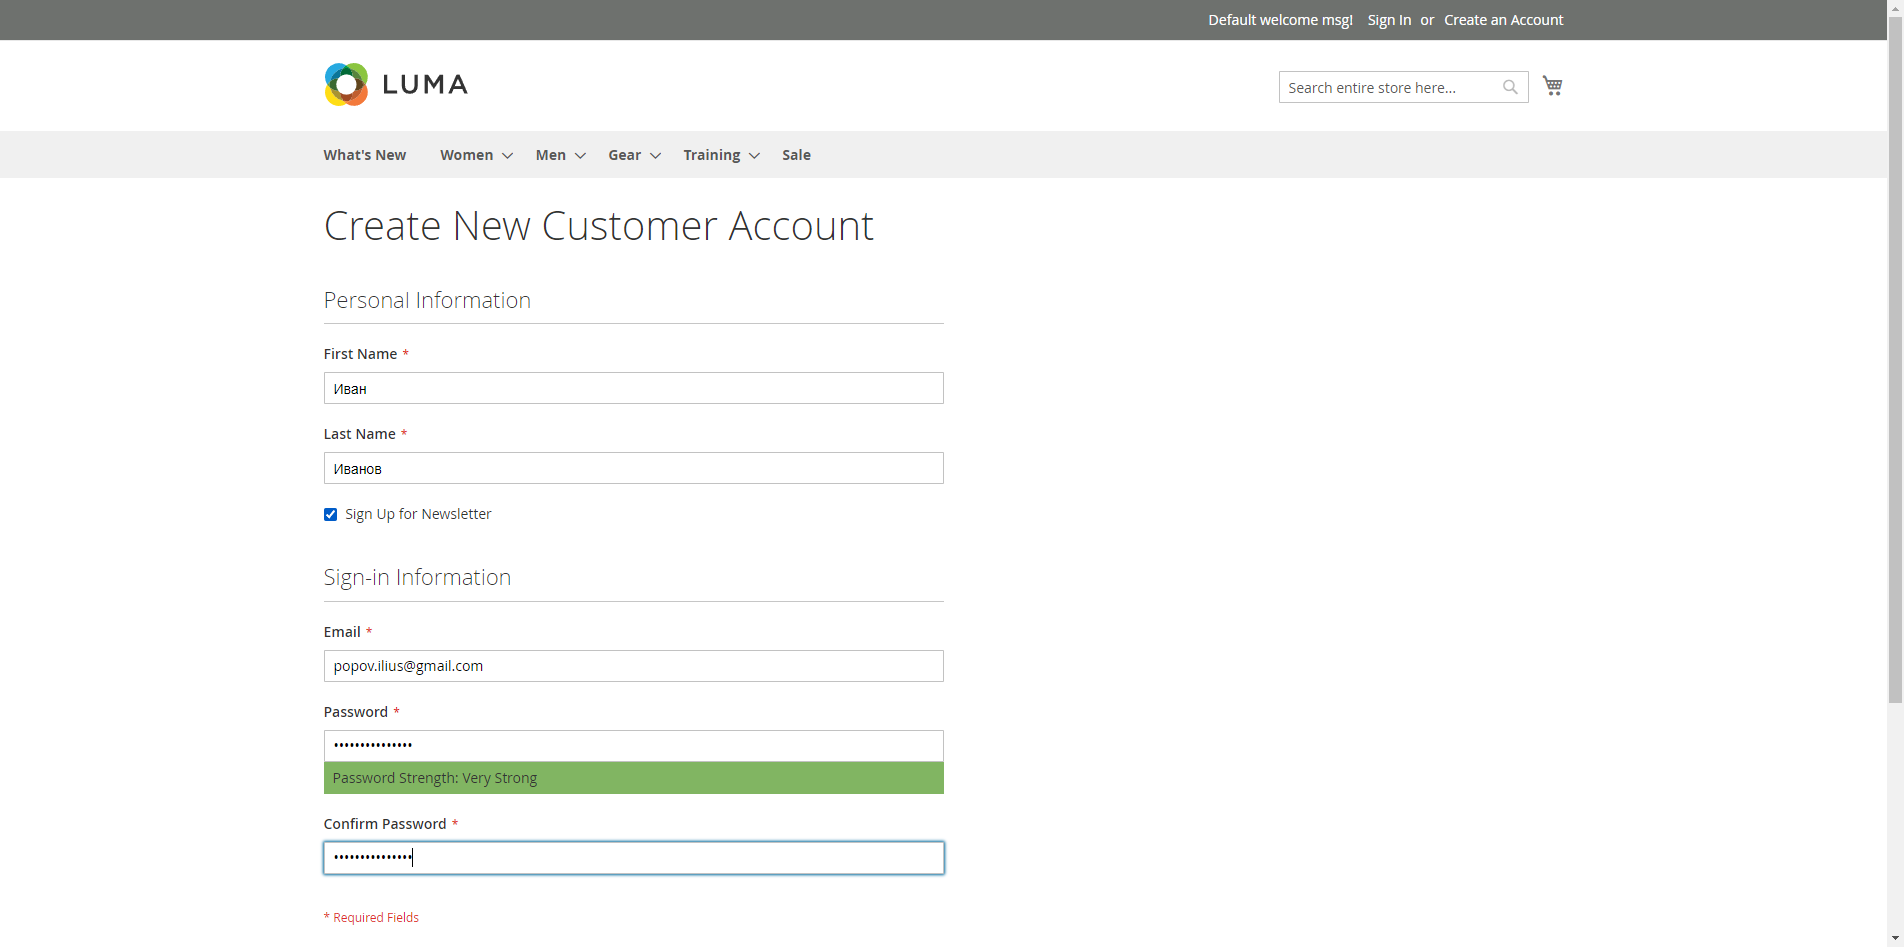 Default welcome msg! Sign In or Create an Account
LUMA
Search entire store here...
What's New Women Men Gear Training Sale
Create New Customer Account
Personal Information
First Name *
Иван
Last Name *
Иванов
Sign Up for Newsletter
Sign-in Information
Email *
popov.ilius@gmail.com
Password *
•••••••••••••••
Password Strength: Very Strong
Confirm Password *
•••••••••••••••
* Required Fields